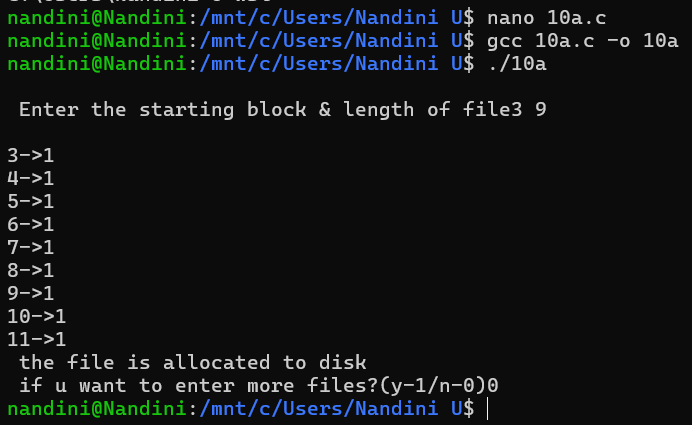 nandini@Nandini:/mnt/c/Users/Nandini U$ nano 10a.c
nandini@Nandini:/mnt/c/Users/Nandini U$ gcc 10a.c -o 10a
nandini@Nandini:/mnt/c/Users/Nandini U$ ./10a
Enter the starting block & length of file3 9
3->1
4->1
5->1
6->1
7->1
8->1
9->1
10->1
11->1
the file is allocated to disk
if u want to enter more files?(y-1/n-0)0
nandini@Nandini:/mnt/c/Users/Nandini U$